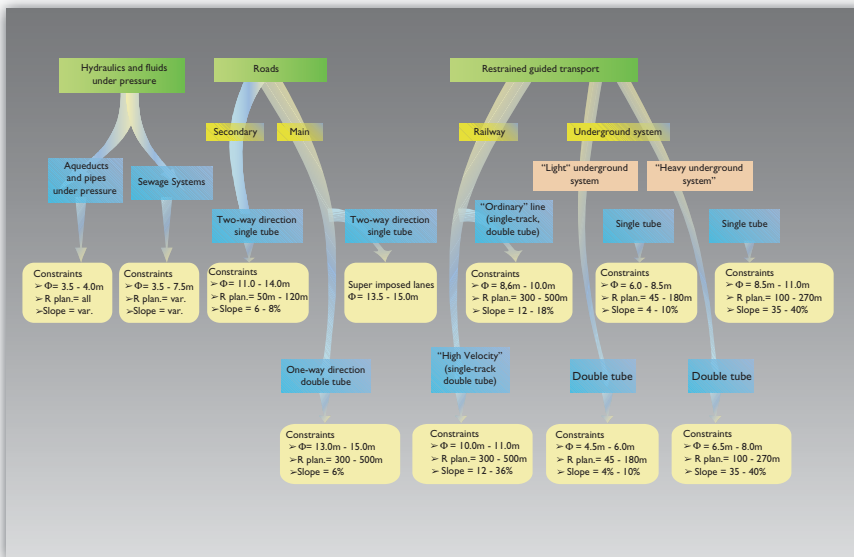 Hydraulics and fluids
under pressure
Roads
Restrained guided transport
Secondary
Main
Railway
Underground system
Aqueducts
and pipes
under pressure
Sewage Systems
"Light" underground
system
"Heavy underground
system"
Two-way direction
single tube
Two-way direction
single tube
"Ordinary" line
(single-track,
double tube)
Single tube
Single tube
Constraints
➢ Φ= 3.5 - 4.0m
➢ R plan.= all
➢Slope = var.
Constraints
➢ Φ= 3.5 - 7.5m
➢R plan.= var.
➢Slope = var.
Constraints
➢ Φ= 11.0 - 14.0m
➢R plan.= 50m - 120m
➢Slope = 6 - 8%
Super imposed lanes
Φ= 13.5 - 15.0m
Constraints
➢ Φ = 8,6m - 10.0m
➢ R plan.= 300 - 500m
➢ Slope = 12 - 18%
Constraints
➢ Φ = 6.0 - 8.5m
➢ R plan.= 45 - 180m
➢ Slope = 4 - 10%
Constraints
➢ Φ = 8.5m - 11.0m
➢ R plan.= 100 - 270m
➢ Slope = 35 - 40%
One-way direction
double tube
"High Velocity"
(single-track
double tube)
Double tube
Double tube
Constraints
➢ Φ= 13.0m - 15.0m
➢R plan.= 300 - 500m
➢Slope = 6%
Constraints
➢ Φ = 10.0m - 11.0m
➢ R plan.= 300 - 500m
➢ Slope = 12 - 36%
Constraints
➢ Φ = 4.5m - 6.0m
➢ R plan.= 45 - 180m
➢ Slope = 4% - 10%
Constraints
➢ Φ = 6.5m - 8.0m
➢ R plan.= 100 - 270m
➢ Slope = 35 - 40%